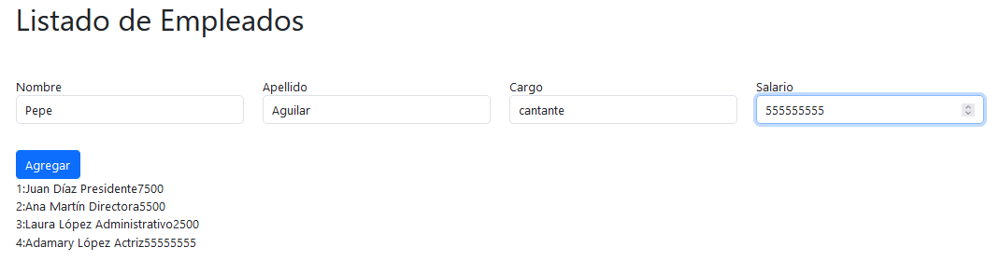 Listado de Empleados
Nombre Apellido Cargo Salario
Pepe Aguilar cantante 555555555
Agregar
1:Juan Díaz Presidente7500
2:Ana Martín Directora5500
3:Laura López Administrativo2500
4:Adamary López Actriz55555555